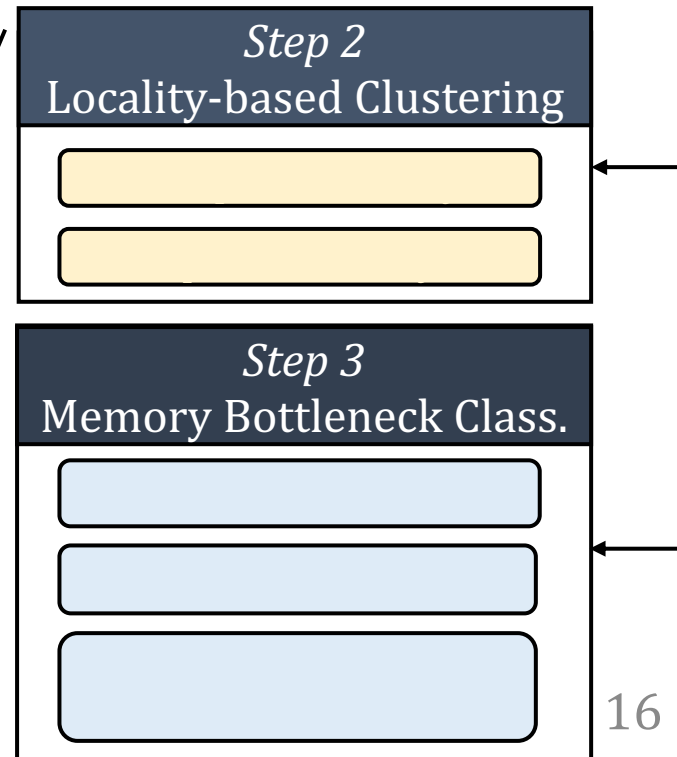 Step 2
Locality-based Clustering
Step 3
Memory Bottleneck Class.
16